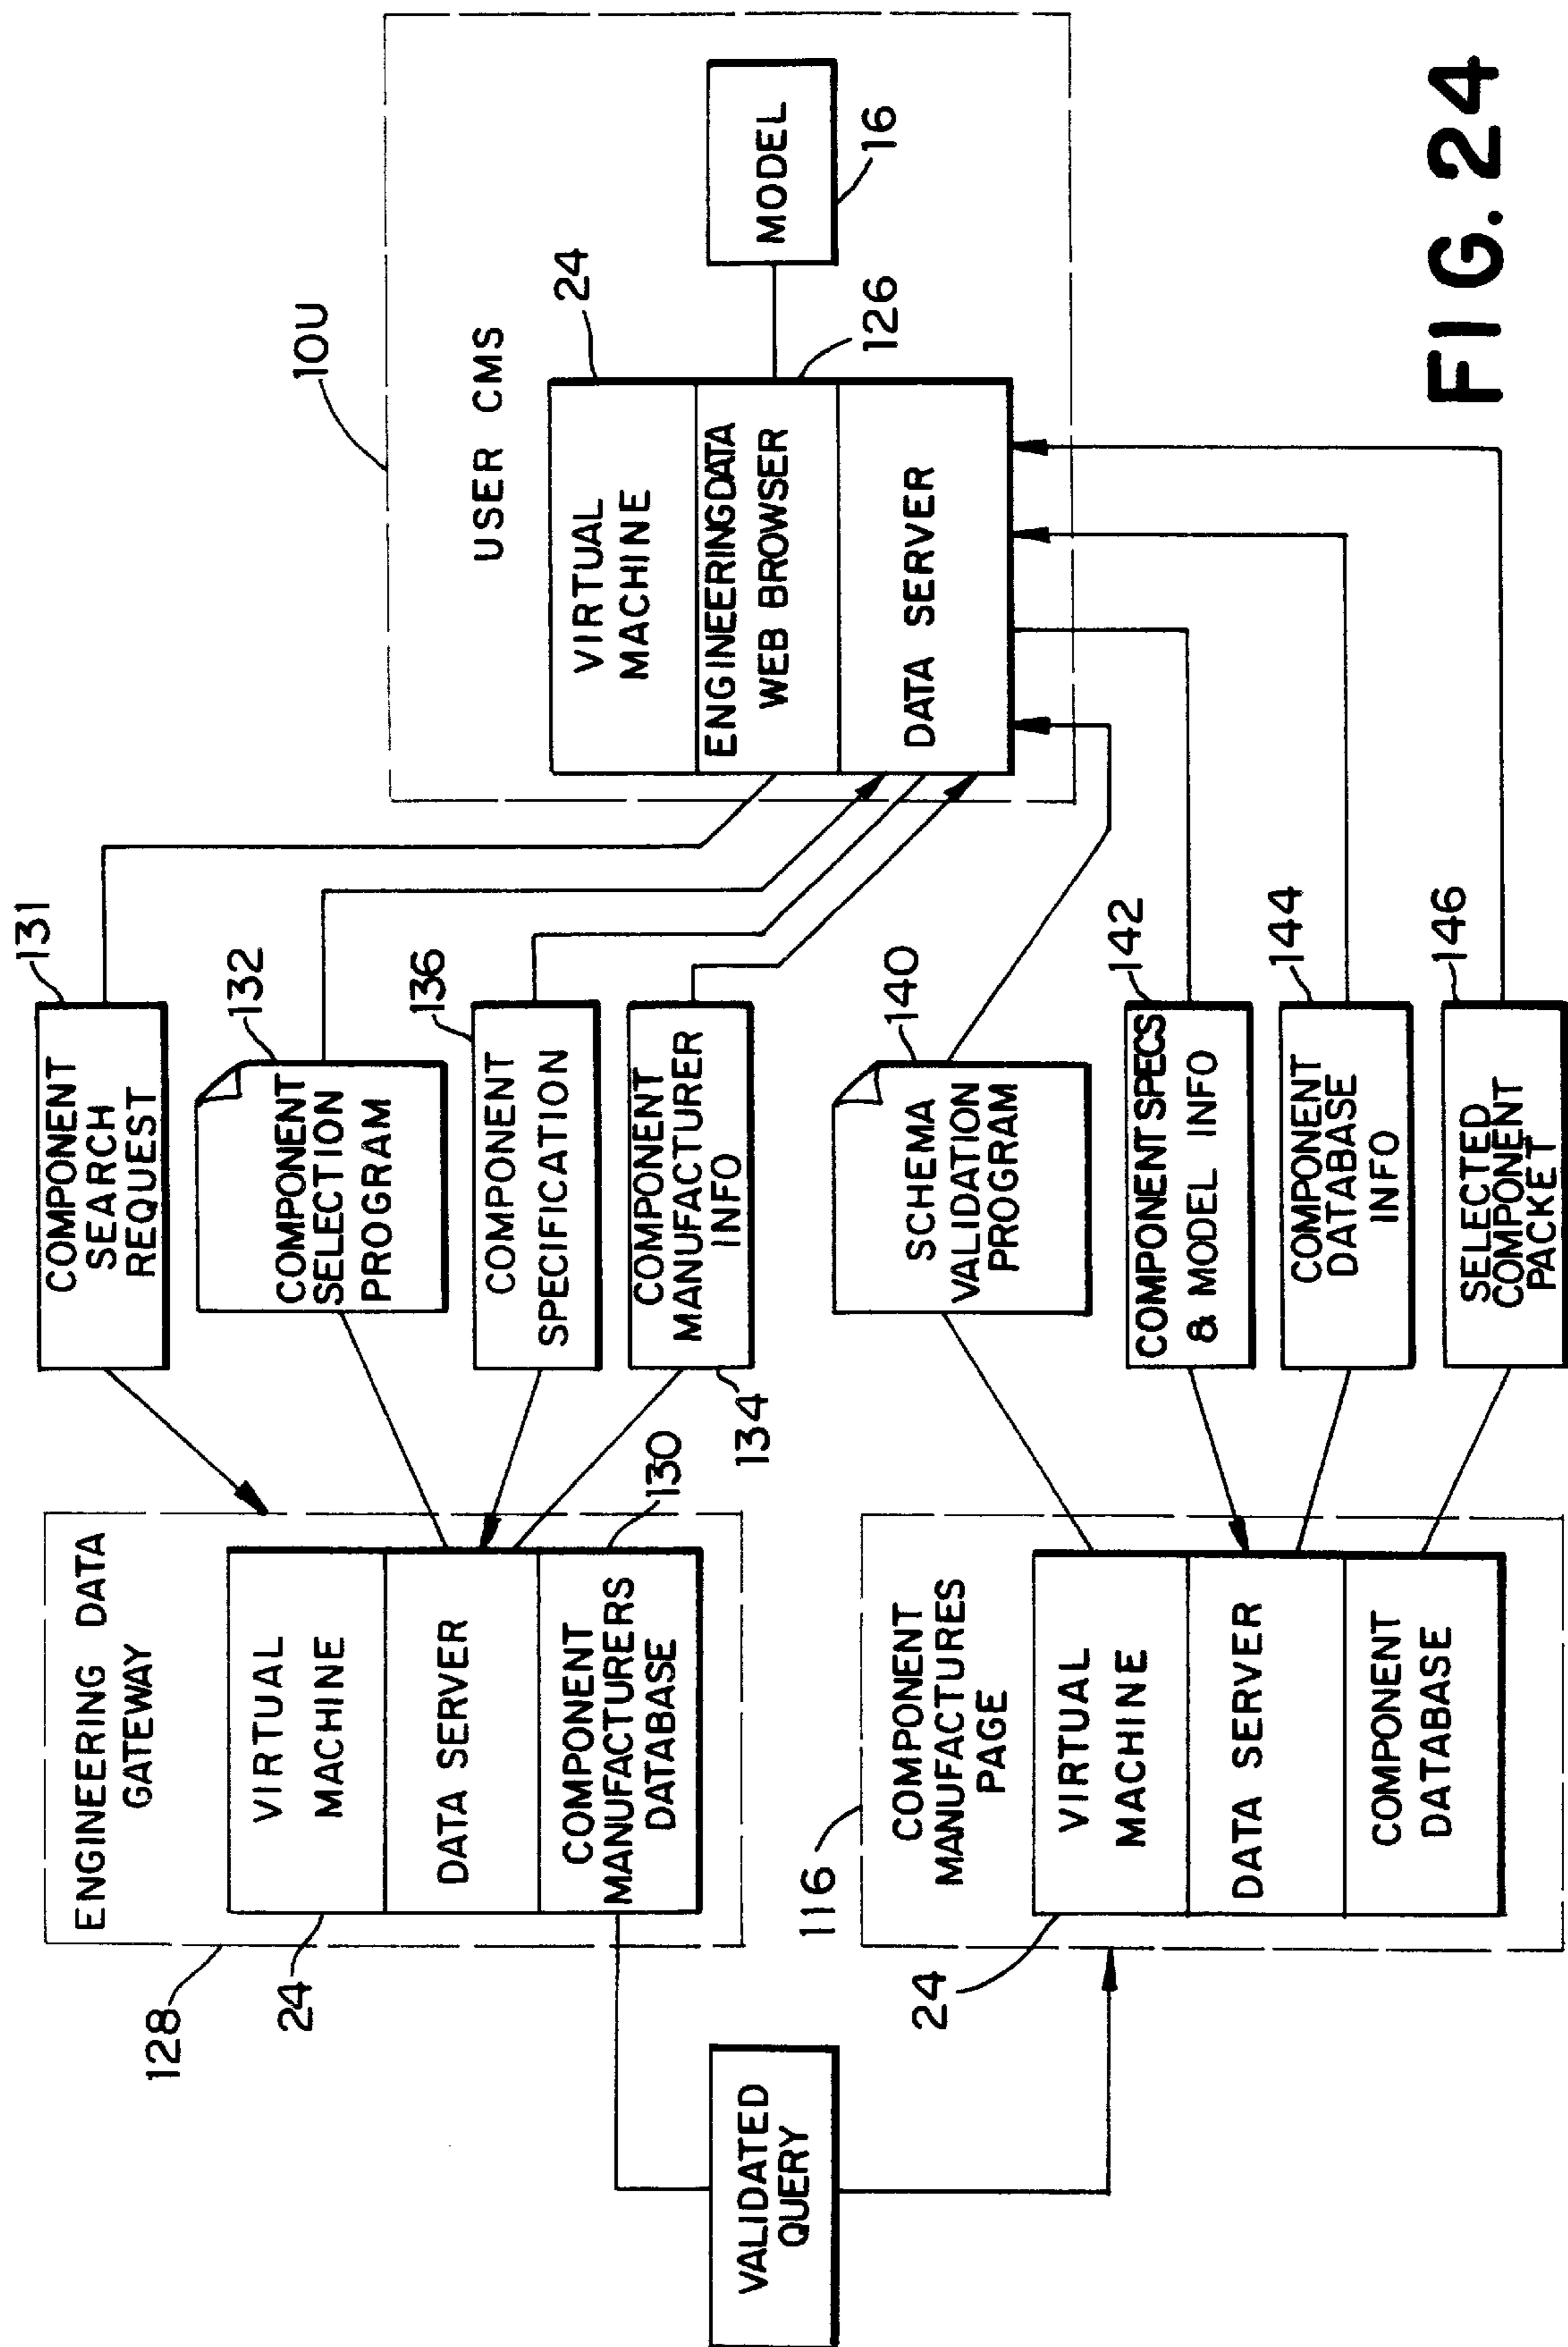 128
ENGINEERING DATA
GATEWAY
24
VIRTUAL
MACHINE
DATA SERVER
COMPONENT
MANUFACTURERS
DATABASE
130
131
COMPONENT
SEARCH
REQUEST
132
COMPONENT
SELECTION
PROGRAM
136
COMPONENT
SPECIFICATION
COMPONENT
MANUFACTURER
INFO
134
10U
USER CMS
24
VIRTUAL
MACHINE
ENGINEERING DATA
WEB BROWSER
126
DATA SERVER
MODEL
16
VALIDATED
QUERY
116
COMPONENT
MANUFACTURES
PAGE
24
VIRTUAL
MACHINE
DATA SERVER
COMPONENT
DATABASE
140
SCHEMA
VALIDATION
PROGRAM
142
COMPONENT SPECS
& MODEL INFO
144
COMPONENT
DATABASE
INFO
146
SELECTED
COMPONENT
PACKET
FIG. 24